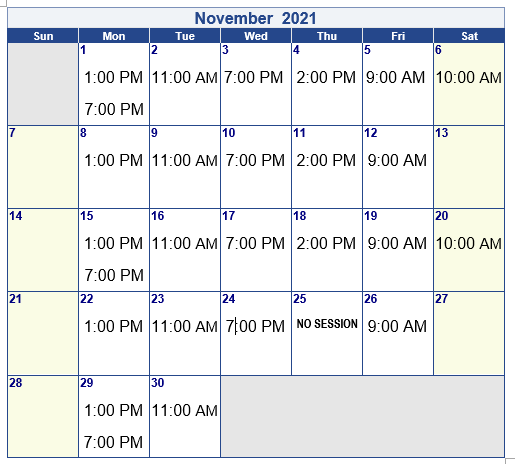 November 2021
Sun Mon Tue Wed Thu Fri Sat
1 2 3 4 5 6
1:00 PM 11:00 AM 7:00 PM 2:00 PM 9:00 AM 10:00 AM
7:00 PM
7 8 9 10 11 12 13
1:00 PM 11:00 AM 7:00 PM 2:00 PM 9:00 AM
14 15 16 17 18 19 20
1:00 PM 11:00 AM 7:00 PM 2:00 PM 9:00 AM 10:00 AM
7:00 PM
21 22 23 24 25 26 27
1:00 PM 11:00 AM 7:00 PM NO SESSION 9:00 AM
28 29 30
1:00 PM 11:00 AM
7:00 PM